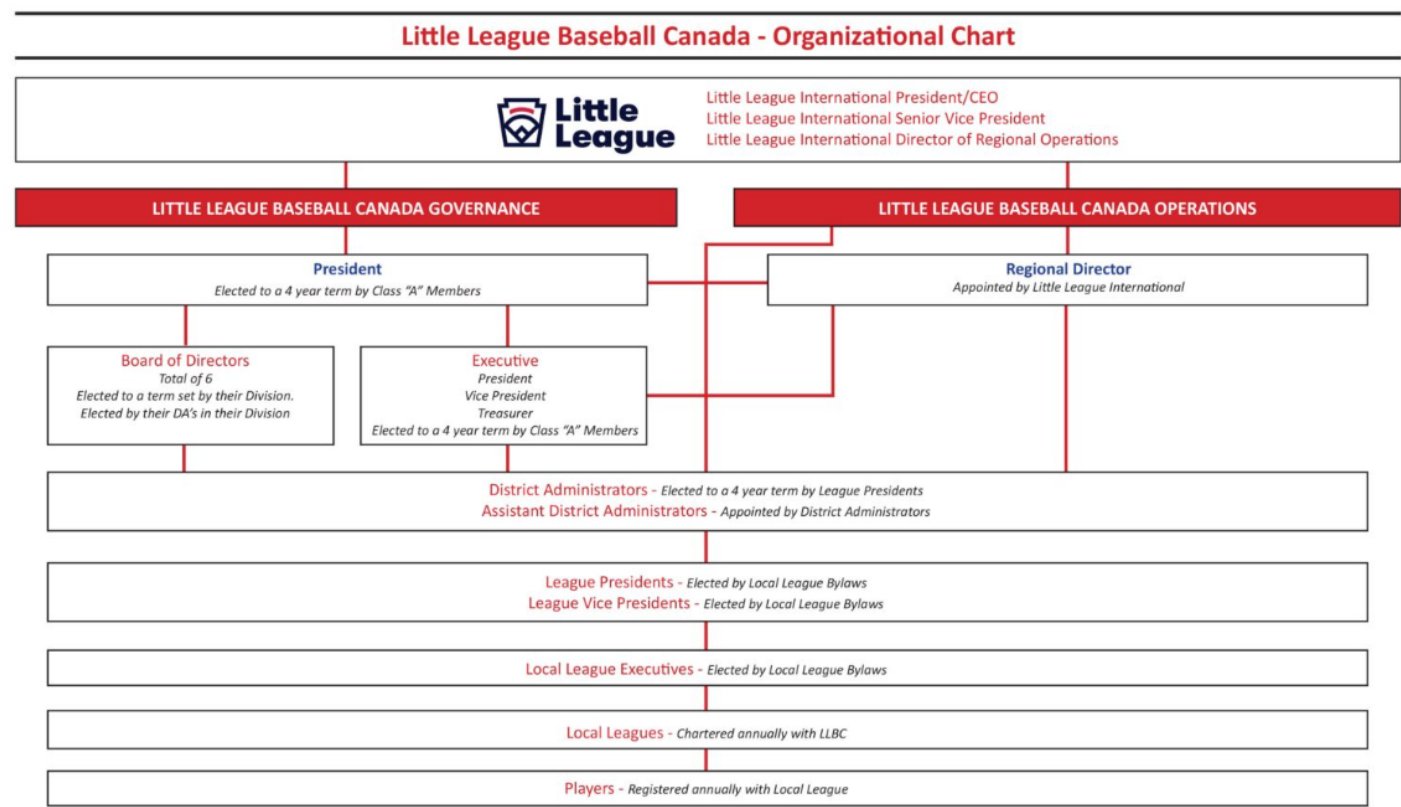 Little League Baseball Canada - Organizational Chart
Little
League
Little League International President/CEO
Little League International Senior Vice President
Little League International Director of Regional Operations
LITTLE LEAGUE BASEBALL CANADA GOVERNANCE
LITTLE LEAGUE BASEBALL CANADA OPERATIONS
President
Elected to a 4 year term by Class “A” Members
Regional Director
Appointed by Little League International
Board of Directors
Total of 6
Elected to a term set by their Division.
Elected by their DA's in their Division
Executive
President
Vice President
Treasurer
Elected to a 4 year term by Class “A” Members
District Administrators - Elected to a 4 year term by League Presidents
Assistant District Administrators - Appointed by District Administrators
League Presidents - Elected by Local League Bylaws
League Vice Presidents - Elected by Local League Bylaws
Local League Executives - Elected by Local League Bylaws
Local Leagues - Chartered annually with LLBC
Players - Registered annually with Local League